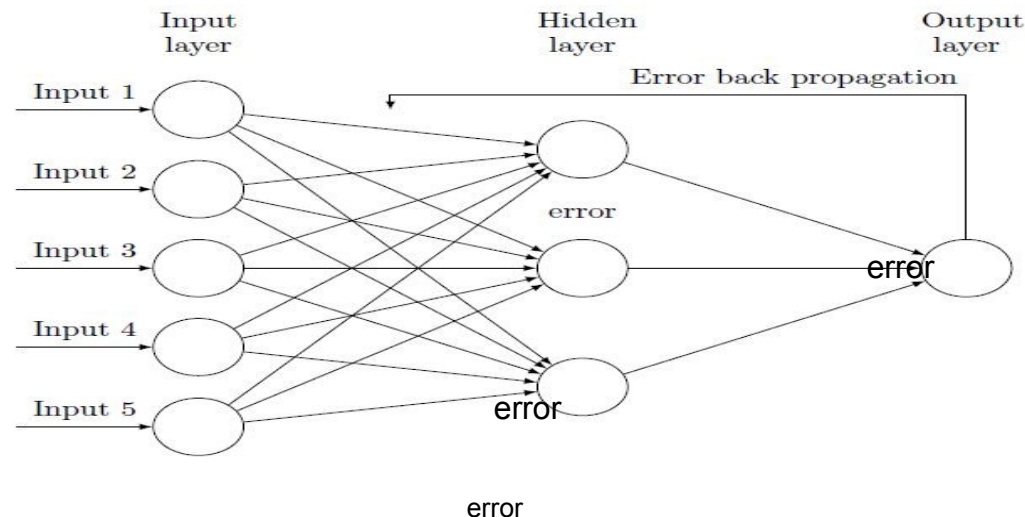 Input
layer
Hidden
layer
Output
layer
Error back propagation
Input 1
Input 2
error
Input 3
error
Input 4
error
Input 5
error